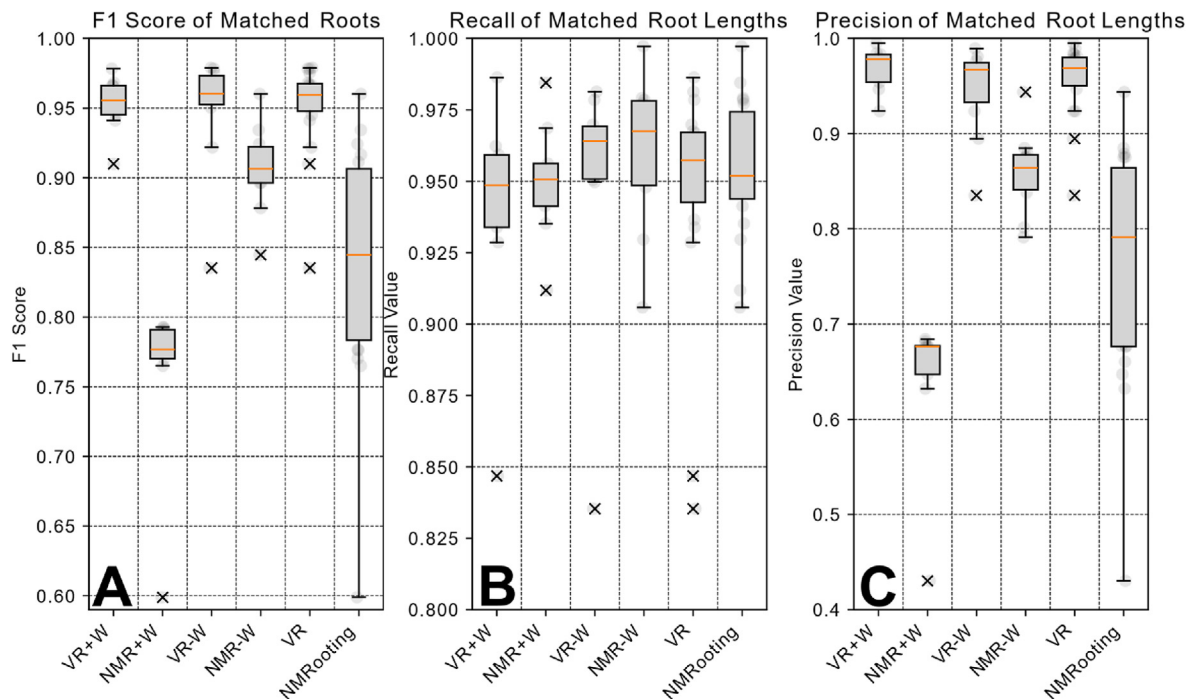 F1 Score of Matched Roots
1.00
0.95
0.90
0.85
0.80
0.75
0.70
0.65
0.60
F1 Score
A
VR+W
NMR+W
VR-W
NMR-W
VR
NMRooting
Recall of Matched Root Lengths
1.000
0.975
0.950
0.925
0.900
0.875
0.850
0.825
0.800
Recall Value
B
VR+W
NMR+W
VR-W
NMR-W
VR
NMRooting
Precision of Matched Root Lengths
1.0
0.9
0.8
0.7
0.6
0.5
0.4
Precision Value
C
VR+W
NMR+W
VR-W
NMR-W
VR
NMRooting